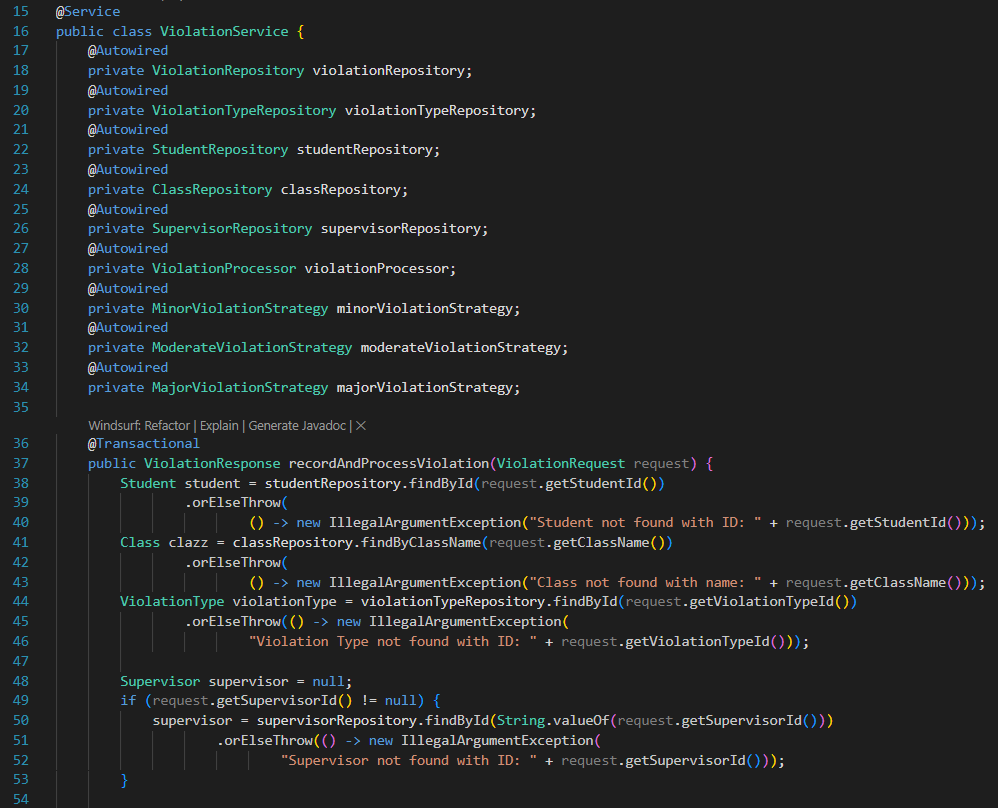 15 @Service
16 public class ViolationService {
17 @Autowired
18 private ViolationRepository violationRepository;
19 @Autowired
20 private ViolationTypeRepository violationTypeRepository;
21 @Autowired
22 private StudentRepository studentRepository;
23 @Autowired
24 private ClassRepository classRepository;
25 @Autowired
26 private SupervisorRepository supervisorRepository;
27 @Autowired
28 private ViolationProcessor violationProcessor;
29 @Autowired
30 private MinorViolationStrategy minorViolationStrategy;
31 @Autowired
32 private ModerateViolationStrategy moderateViolationStrategy;
33 @Autowired
34 private MajorViolationStrategy majorViolationStrategy;
35
Windsurf: Refactor | Explain | Generate Javadoc | ×
36 @Transactional
37 public ViolationResponse recordAndProcessViolation(ViolationRequest request) {
38 Student student = studentRepository.findById(request.getStudentId())
39 .orElseThrow(
40 () -> new IllegalArgumentException("Student not found with ID: " + request.getStudentId()));
41 Class clazz = classRepository.findByClassName(request.getClassName())
42 .orElseThrow(
43 () -> new IllegalArgumentException("Class not found with name: " + request.getClassName()));
44 ViolationType violationType = violationTypeRepository.findById(request.getViolationTypeId())
45 .orElseThrow(() -> new IllegalArgumentException(
46 "Violation Type not found with ID: " + request.getViolationTypeId()));
47
48 Supervisor supervisor = null;
49 if (request.getSupervisorId() != null) {
50 supervisor = supervisorRepository.findById(String.valueOf(request.getSupervisorId()))
51 .orElseThrow(() -> new IllegalArgumentException(
52 "Supervisor not found with ID: " + request.getSupervisorId()));
53 }
54